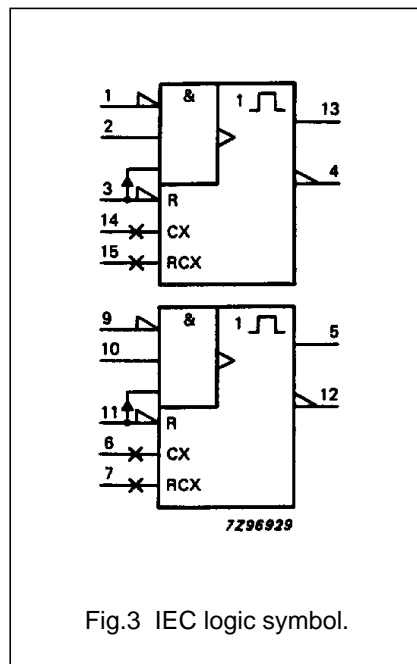 1 & 1 13
2
4
3 R
14 CX
15 RCX
9 & 1 5
10
12
11 R
6 CX
7 RCX
7Z96929
Fig.3 IEC logic symbol.